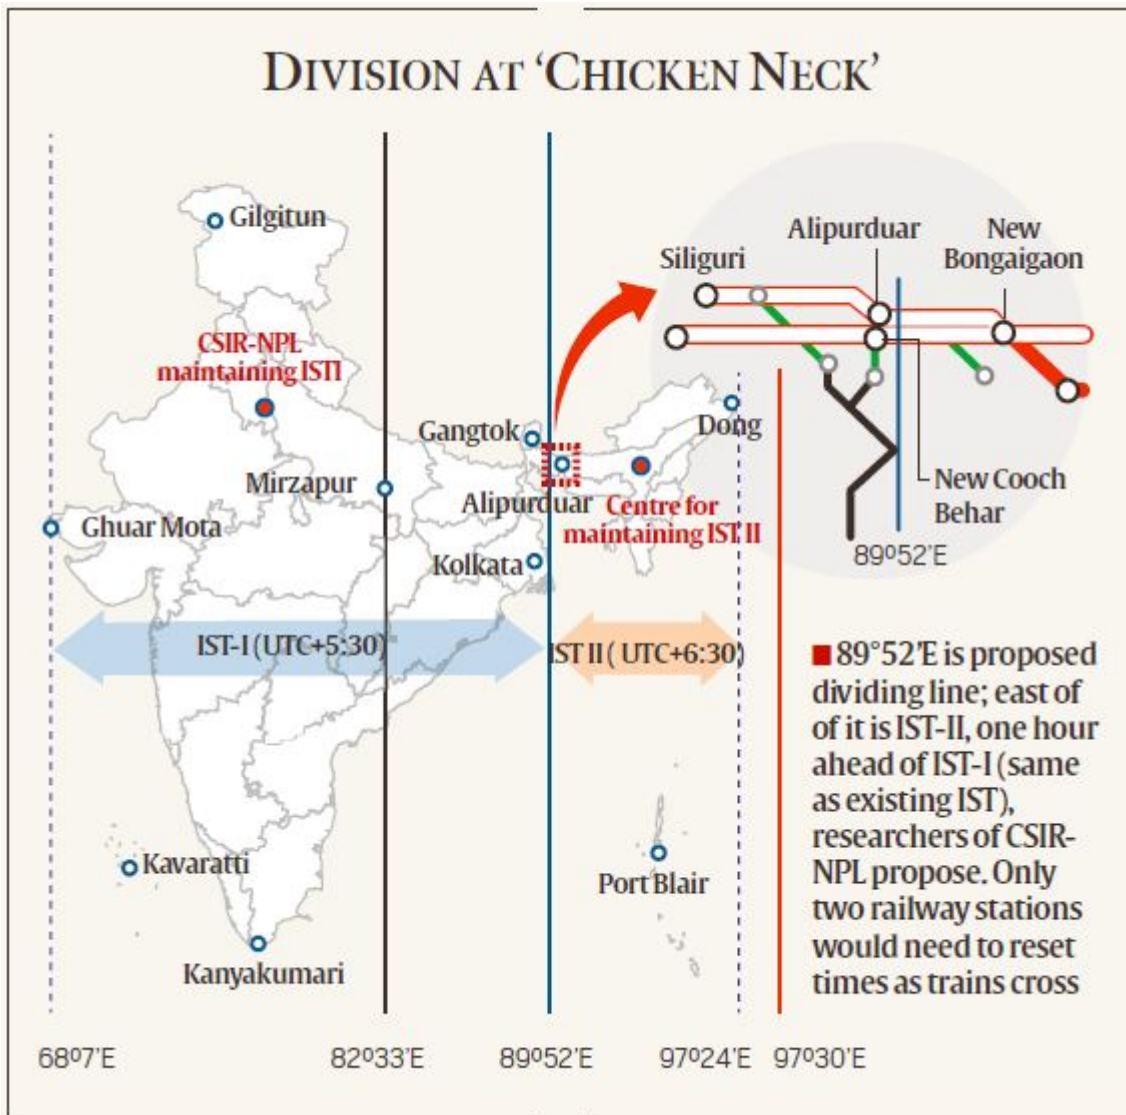 DIVISION AT ‘CHICKEN NECK’
Gilgitun
CSIR-NPL
maintaining ISTI
Mirzapur
Ghuar Mota
Gangtok
Alipurduar
Kolkata
Dong
Centre for
maintaining IST II
Siliguri
Alipurduar
New
Bongaigaon
New Cooch
Behar
89º52'E
IST-I (UTC+5:30)
IST II ( UTC+6:30)
Kavaratti
Kanyakumari
Port Blair
89°52'E is proposed
dividing line; east of
of it is IST-II, one hour
ahead of IST-I (same
as existing IST),
researchers of CSIR-
NPL propose. Only
two railway stations
would need to reset
times as trains cross
68º7'E
82º33'E
89º52'E
97º24'E
97º30'E